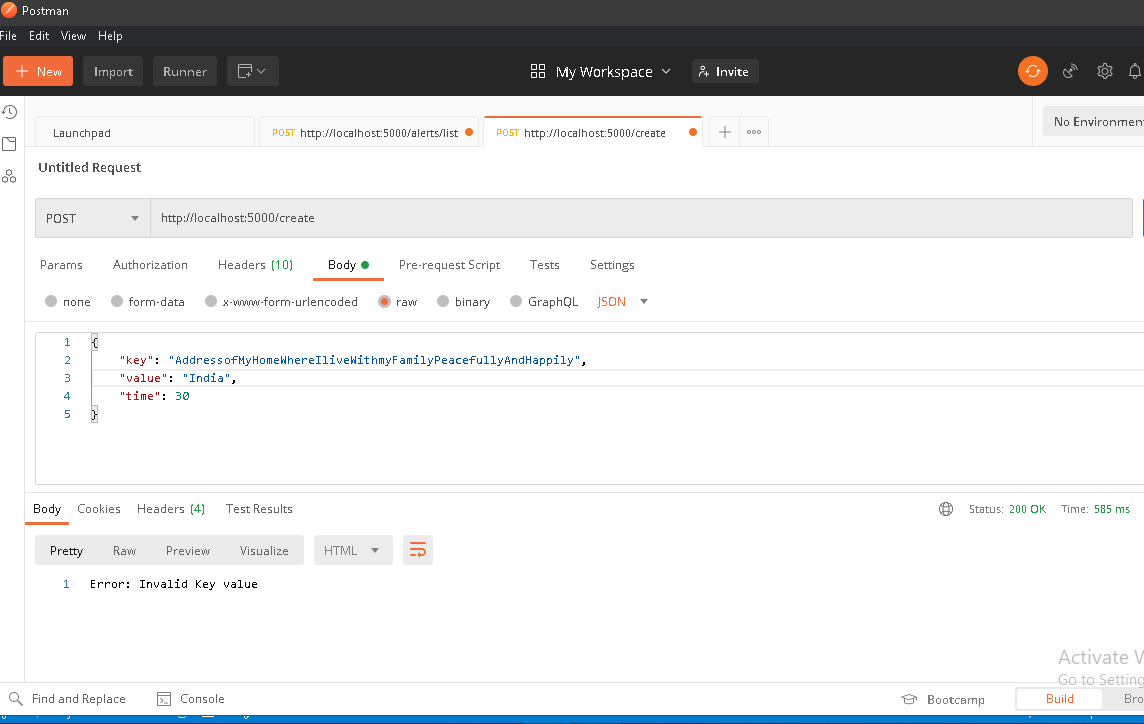 Postman
File Edit View Help
New Import Runner My Workspace Invite
Launchpad POST http://localhost:5000/alerts/list POST http://localhost:5000/create No Environment
Untitled Request
POST http://localhost:5000/create
Params Authorization Headers (10) Body Pre-request Script Tests Settings
none form-data x-www-form-urlencoded raw binary GraphQL JSON
1 {
2 "key": "AddressofMyHomeWhereIliveWithmyFamilyPeacefullyAndHappily",
3 "value": "India",
4 "time": 30
5 }
Body Cookies Headers (4) Test Results Status: 200 OK Time: 585 ms
Pretty Raw Preview Visualize HTML
1 Error: Invalid Key value
Activate W
Go to Setting
Find and Replace Console Bootcamp Build Bro